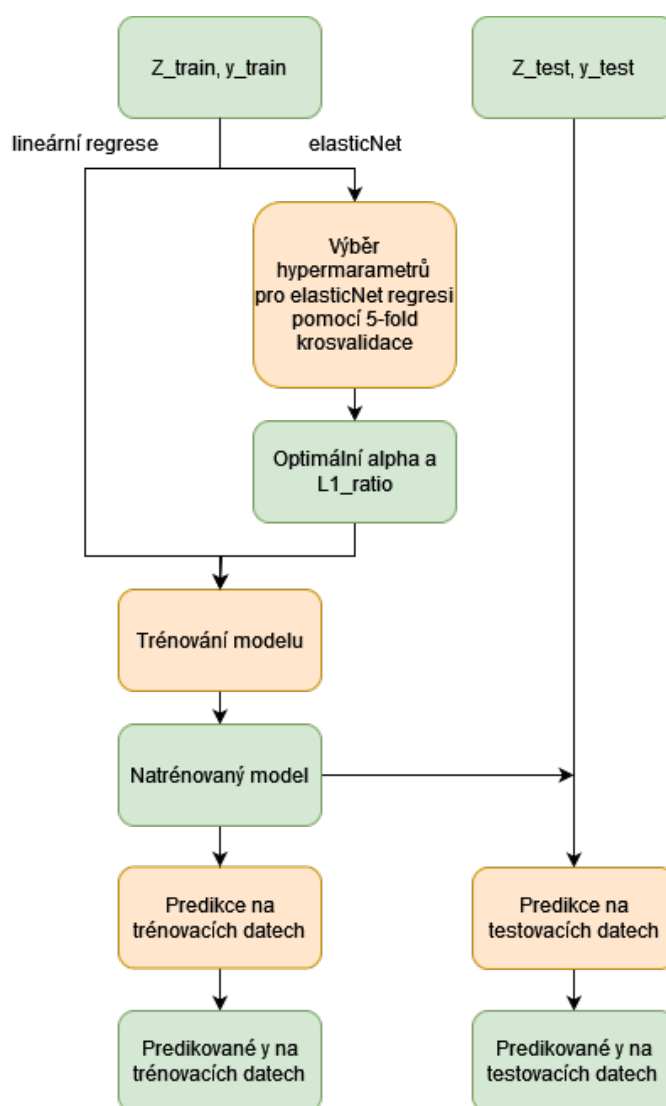 Z_train, y_train
Z_test, y_test
lineární regrese
elasticNet
Výběr
hypermarametrů
pro elasticNet regresi
pomocí 5-fold
krosvalidace
Optimální alpha a
L1_ratio
Trénování modelu
Natrénovaný model
Predikce na
trénovacích datech
Predikce na
testovacích datech
Predikované y na
trénovacích datech
Predikované y na
testovacích datech